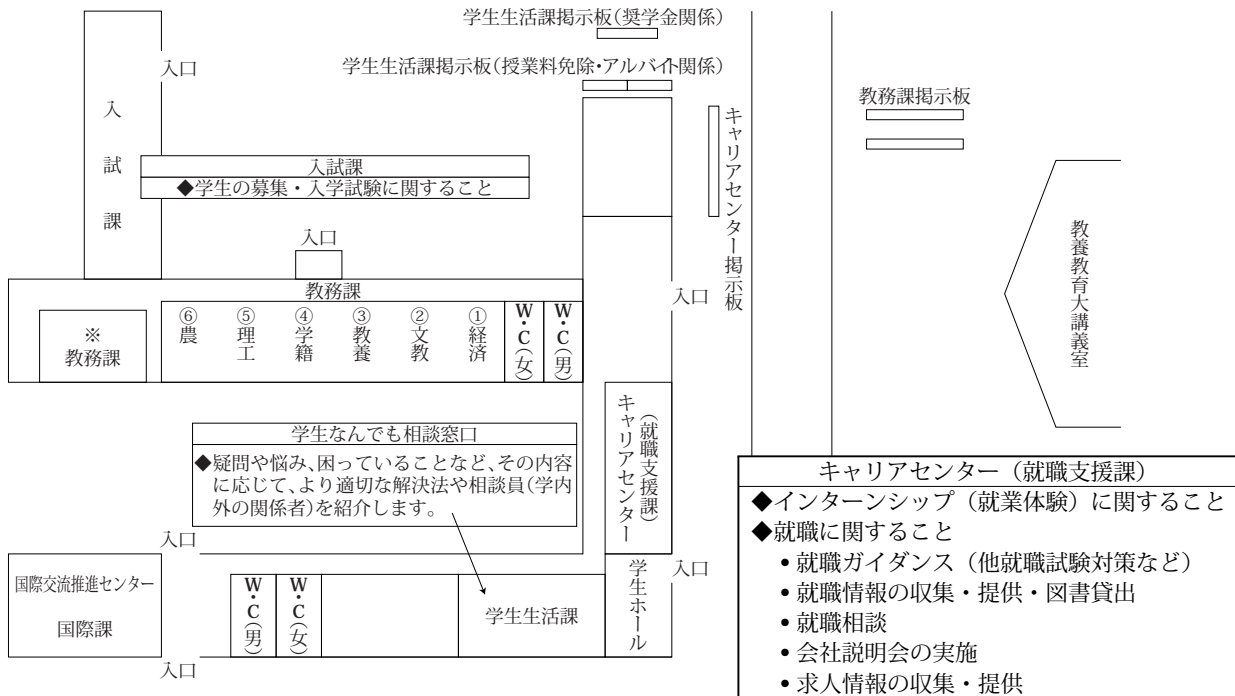 学生生活課掲示板(奨学金関係)
入口
学生生活課掲示板(授業料免除・アルバイト関係)
教務課掲示板
入試課
キャリアセンター掲示板
入試課
◆学生の募集・入学試験に関すること
教養教育大講義室
入口
入口
教務課
※
教務課
⑥農
⑤理工
④学籍
③教養
②文教
①経済
W・C(女)
W・C(男)
キャリアセンター
(就職支援課)
学生なんでも相談窓口
◆疑問や悩み、困っていることなど、その内容
に応じて、より適切な解決法や相談員(学内
外の関係者)を紹介します。
キャリアセンター(就職支援課)
◆インターンシップ(就業体験)に関すること
◆就職に関すること
• 就職ガイダンス(他就職試験対策など)
• 就職情報の収集・提供・図書貸出
• 就職相談
• 会社説明会の実施
• 求人情報の収集・提供
入口
国際交流推進センター
国際課
W・C(男)
W・C(女)
学生生活課
学生ホール
入口
入口